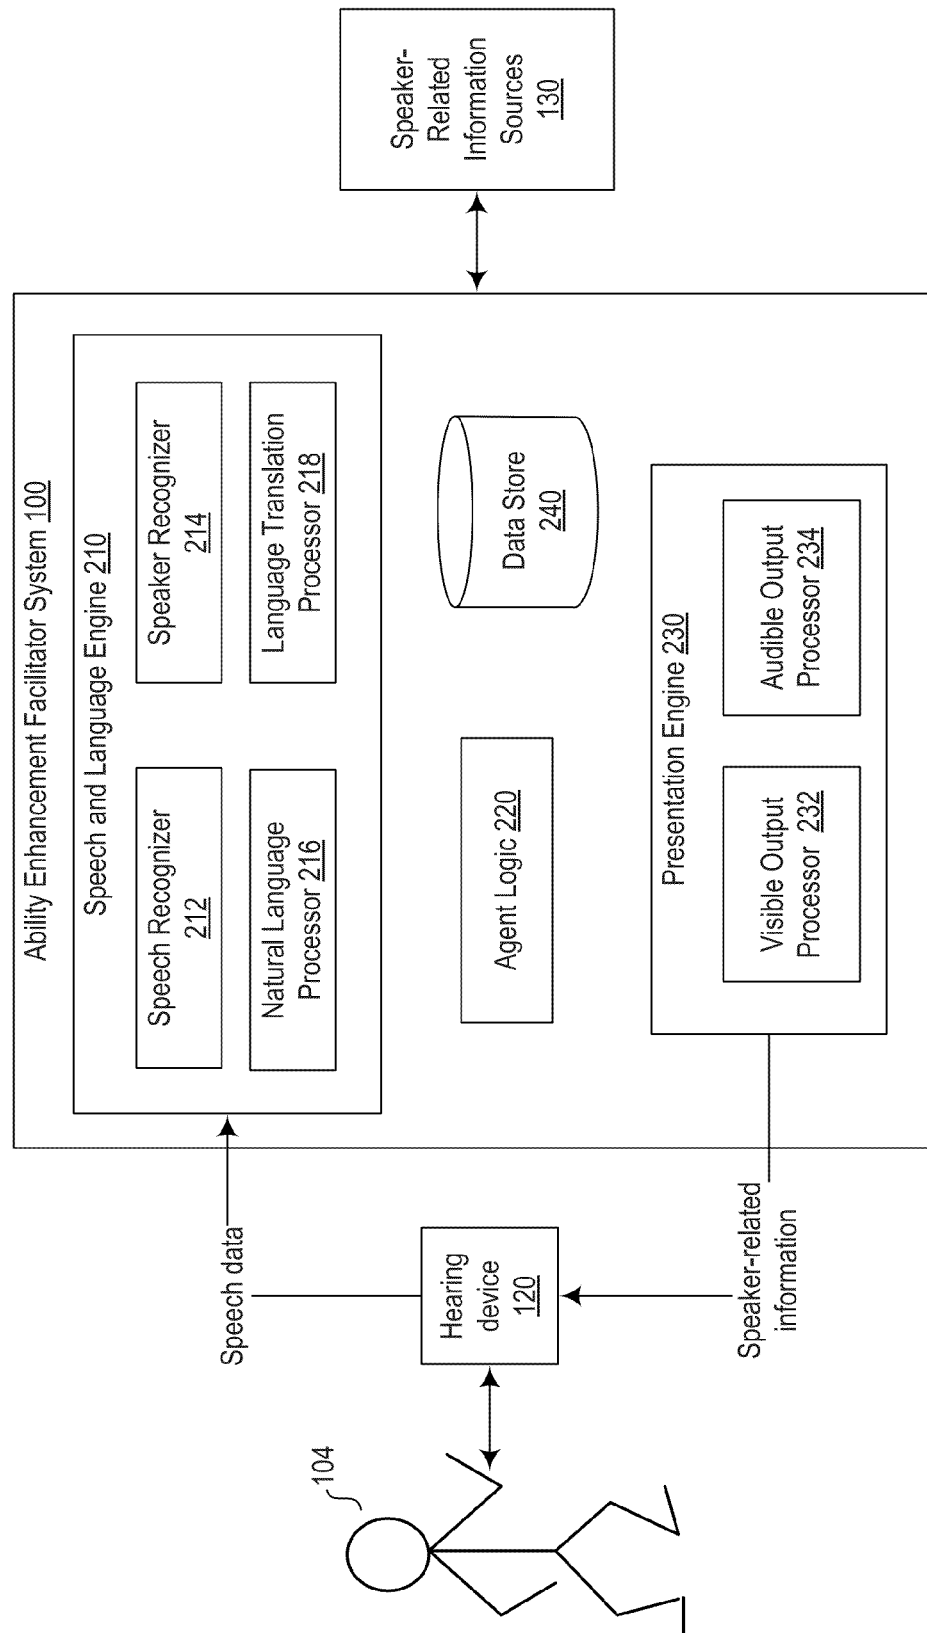 Ability Enhancement Facilitator System 100
Speech and Language Engine 210
Speech Recognizer
212
Speaker Recognizer
214
Natural Language
Processor 216
Language Translation
Processor 218
Agent Logic 220
Data Store
240
Presentation Engine 230
Visible Output
Processor 232
Audible Output
Processor 234
Speaker-
Related
Information
Sources
130
Speech data
Hearing
device
120
Speaker-related
information
104